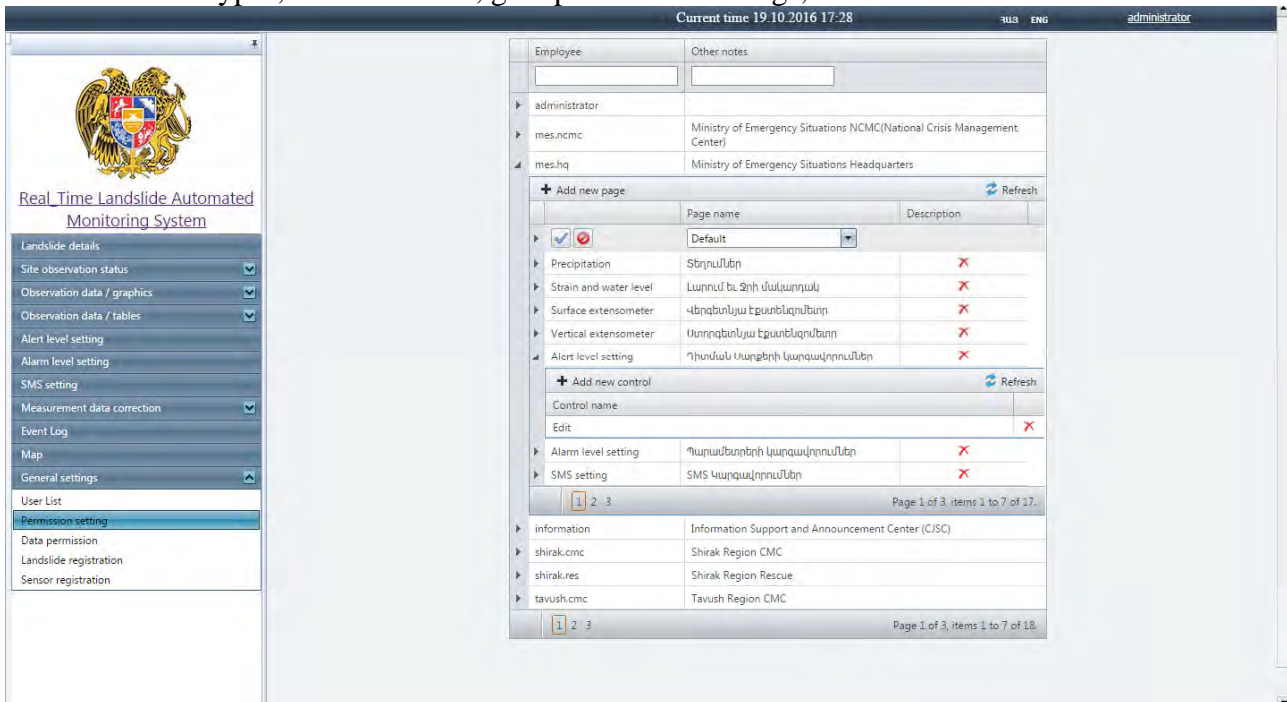 Current time 19.10.2016 17:28
ՀԱՅ ENG
administrator
Real_Time Landslide Automated
Monitoring System
Landslide details
Site observation status
Observation data / graphics
Observation data / tables
Alert level setting
Alarm level setting
SMS setting
Measurement data correction
Event Log
Map
General settings
User List
Permission setting
Data permission
Landslide registration
Sensor registration
Employee Other notes
administrator
mes.ncmc Ministry of Emergency Situations NCMC(National Crisis Management
Center)
mes.hq Ministry of Emergency Situations Headquarters
Add new page Refresh
Page name Description
Default
Precipitation Տեղումներ
Strain and water level Լարում եւ Ջրի մակարդակ
Surface extensometer Վերգետնյա էքստենզոմետր
Vertical extensometer Ստորգետնյա էքստենզոմետր
Alert level setting Դիտման Սարքերի կարգավորումներ
Add new control Refresh
Control name
Edit
Alarm level setting Պարամետրերի կարգավորումներ
SMS setting SMS Կարգավորումներ
1 2 3 Page 1 of 3, items 1 to 7 of 17.
information Information Support and Announcement Center (CJSC)
shirak.cmc Shirak Region CMC
shirak.res Shirak Region Rescue
tavush.cmc Tavush Region CMC
1 2 3 Page 1 of 3, items 1 to 7 of 18.